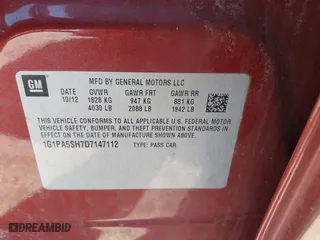 GM
MFD BY GENERAL MOTORS LLC
DATE GVWR GAWR FRT GAWR RR
10/12 1828 KG 947 KG 881 KG
4030 LB 2088 LB 1942 LB
THIS VEHICLE CONFORMS TO ALL APPLICABLE U.S. FEDERAL MOTOR
VEHICLE SAFETY, BUMPER, AND THEFT PREVENTION STANDARDS IN
EFFECT ON THE DATE OF MANUFACTURE SHOWN ABOVE.
1G1PA5SH7D7147112 TYPE: PASS CAR